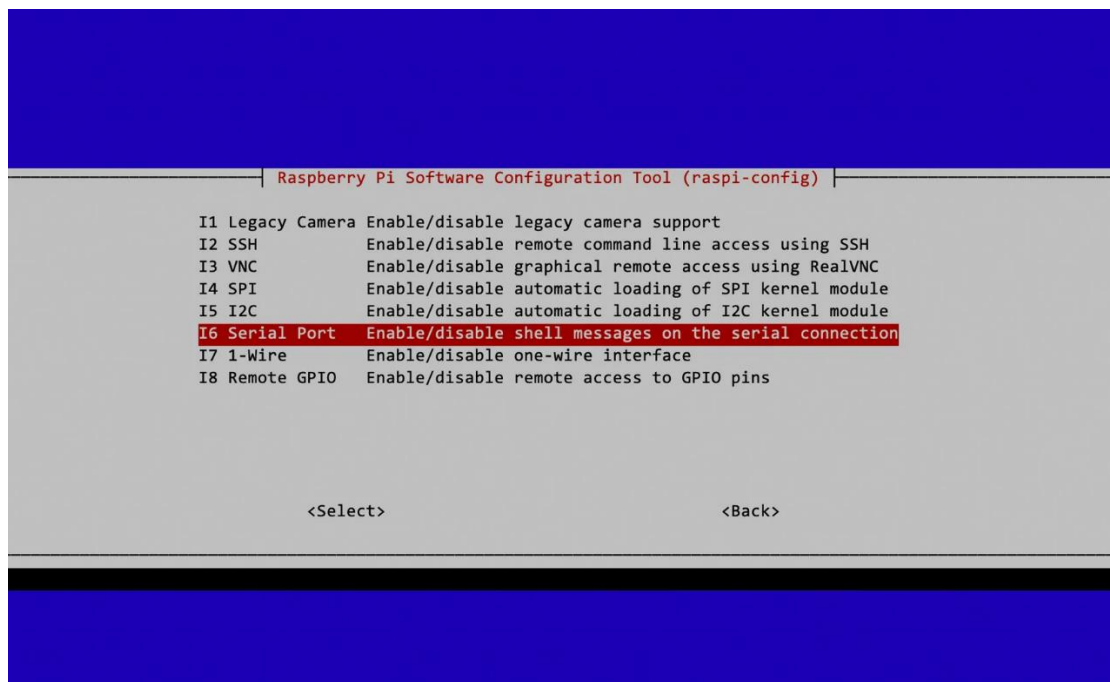 Raspberry Pi Software Configuration Tool (raspi-config)
I1 Legacy Camera Enable/disable legacy camera support
I2 SSH Enable/disable remote command line access using SSH
I3 VNC Enable/disable graphical remote access using RealVNC
I4 SPI Enable/disable automatic loading of SPI kernel module
I5 I2C Enable/disable automatic loading of I2C kernel module
I6 Serial Port Enable/disable shell messages on the serial connection
I7 1-Wire Enable/disable one-wire interface
I8 Remote GPIO Enable/disable remote access to GPIO pins
<Select> <Back>